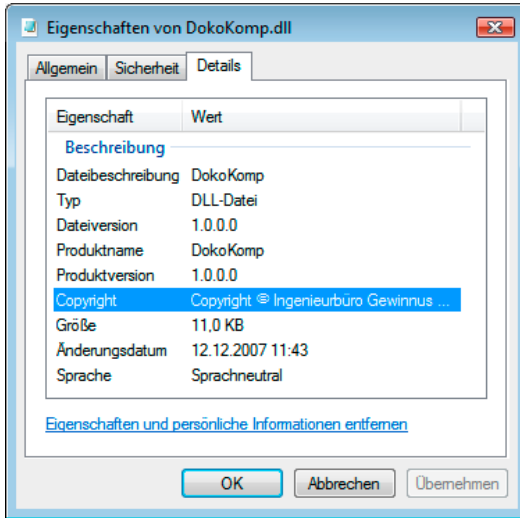 Eigenschaften von DokoKomp.dll
Allgemein Sicherheit Details
Eigenschaft Wert
Beschreibung
Dateibeschreibung DokoKomp
Typ DLL-Datei
Dateiversion 1.0.0.0
Produktname DokoKomp
Produktversion 1.0.0.0
Copyright Copyright © Ingenieurbüro Gewinnus ...
Größe 11,0 KB
Änderungsdatum 12.12.2007 11:43
Sprache Sprachneutral
Eigenschaften und persönliche Informationen entfernen
OK Abbrechen Übernehmen